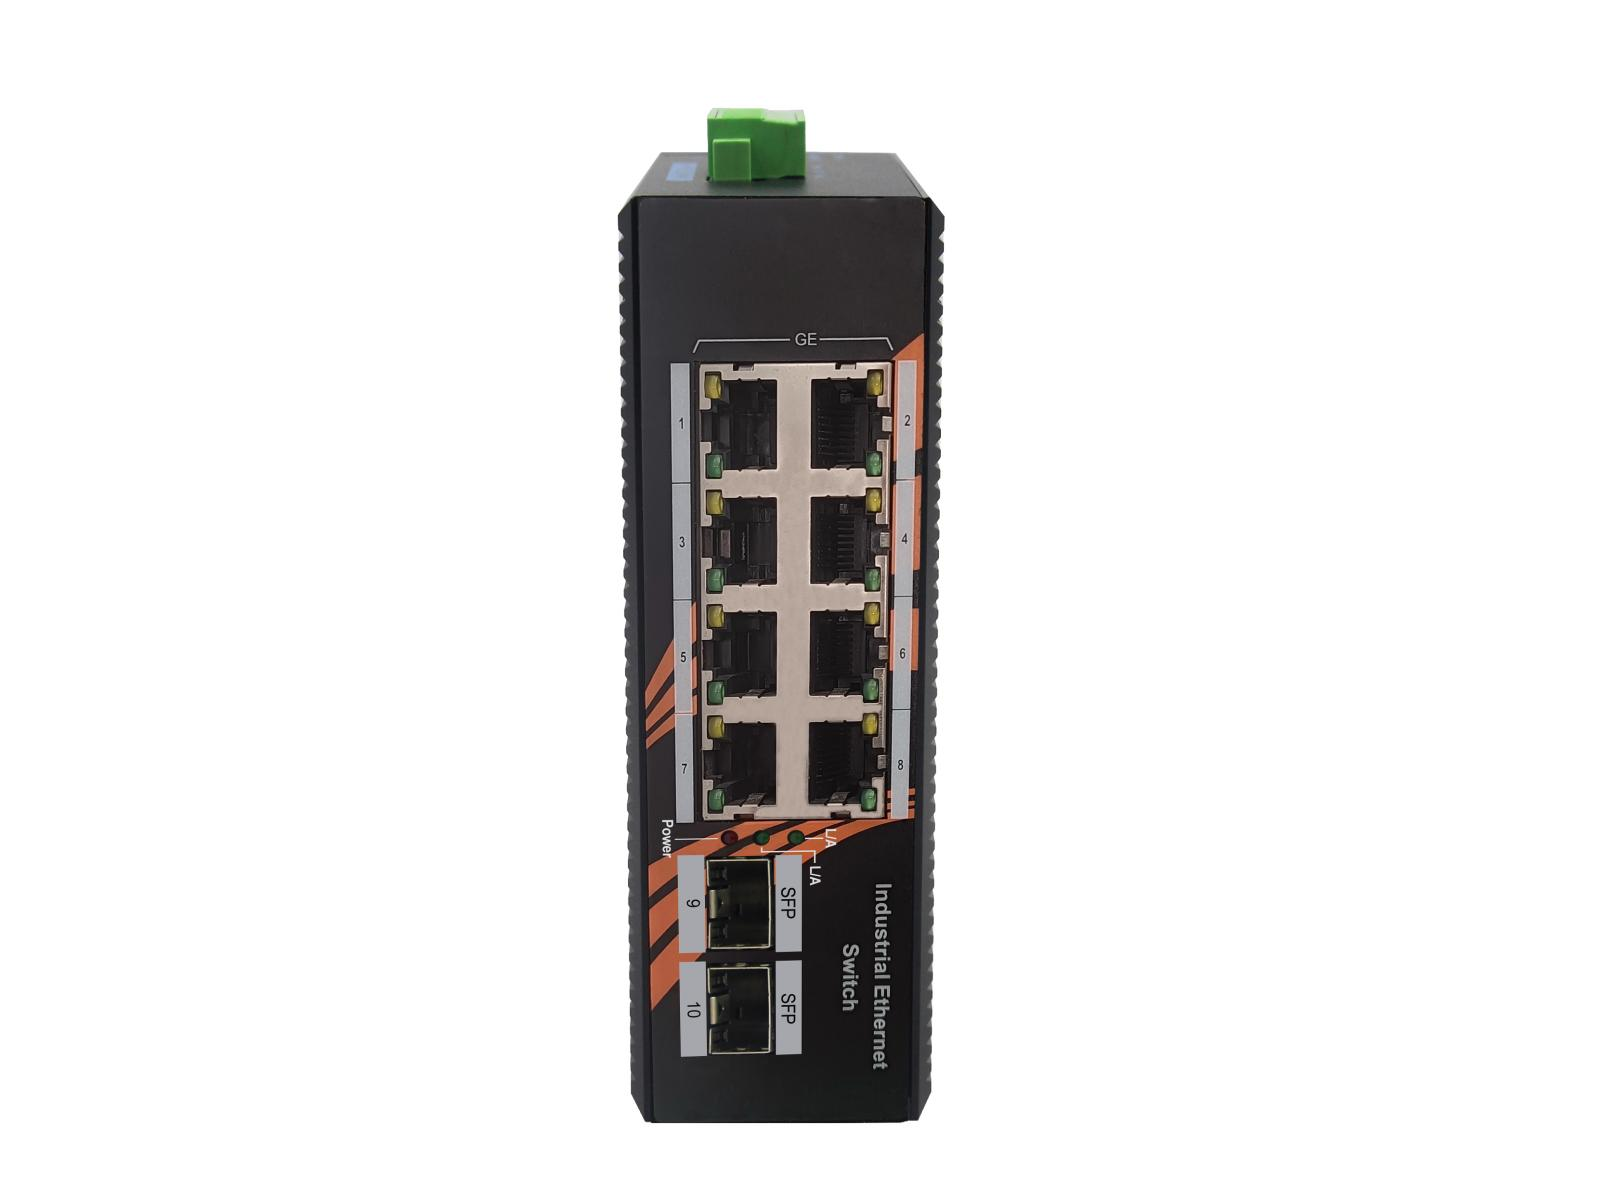 GE
1
2
3
4
5
6
7
8
Power
L/A
L/A
9
SFP
10
SFP
Industrial Ethernet
Switch